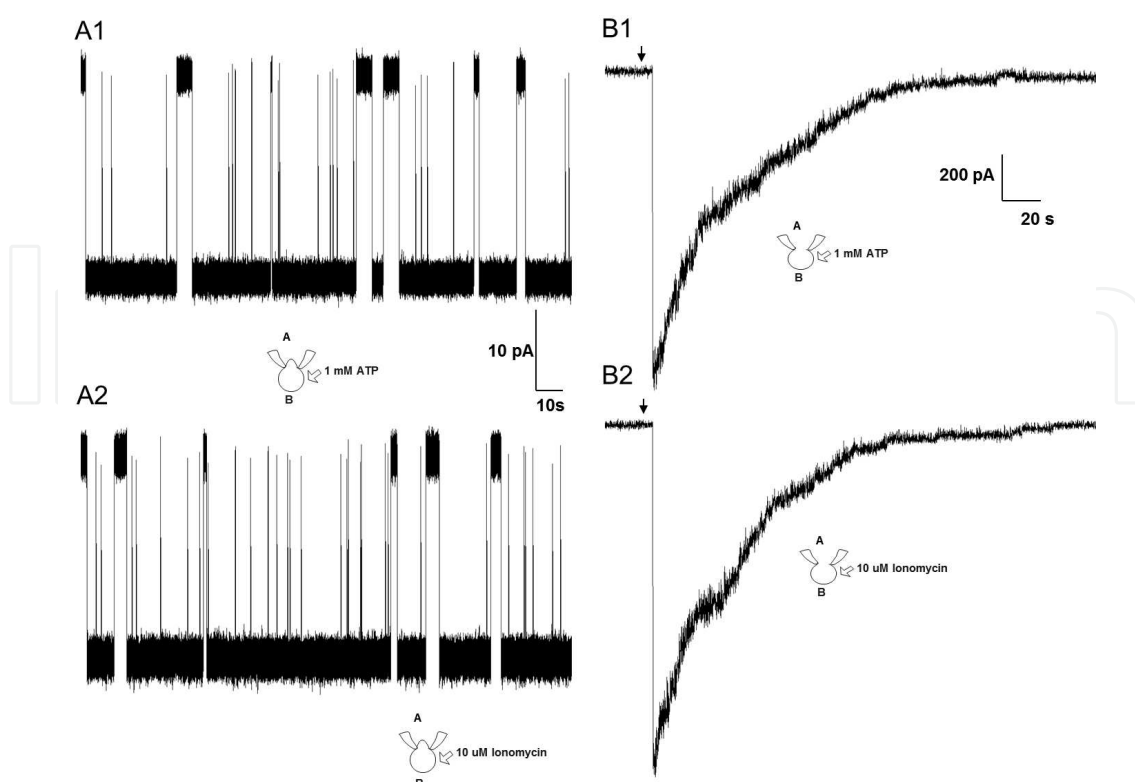 A1
A
1 mM ATP
B
10 pA
10s
A2
A
10 uM Ionomycin
B
B1
200 pA
20 s
A
1 mM ATP
B
B2
A
10 uM Ionomycin
B